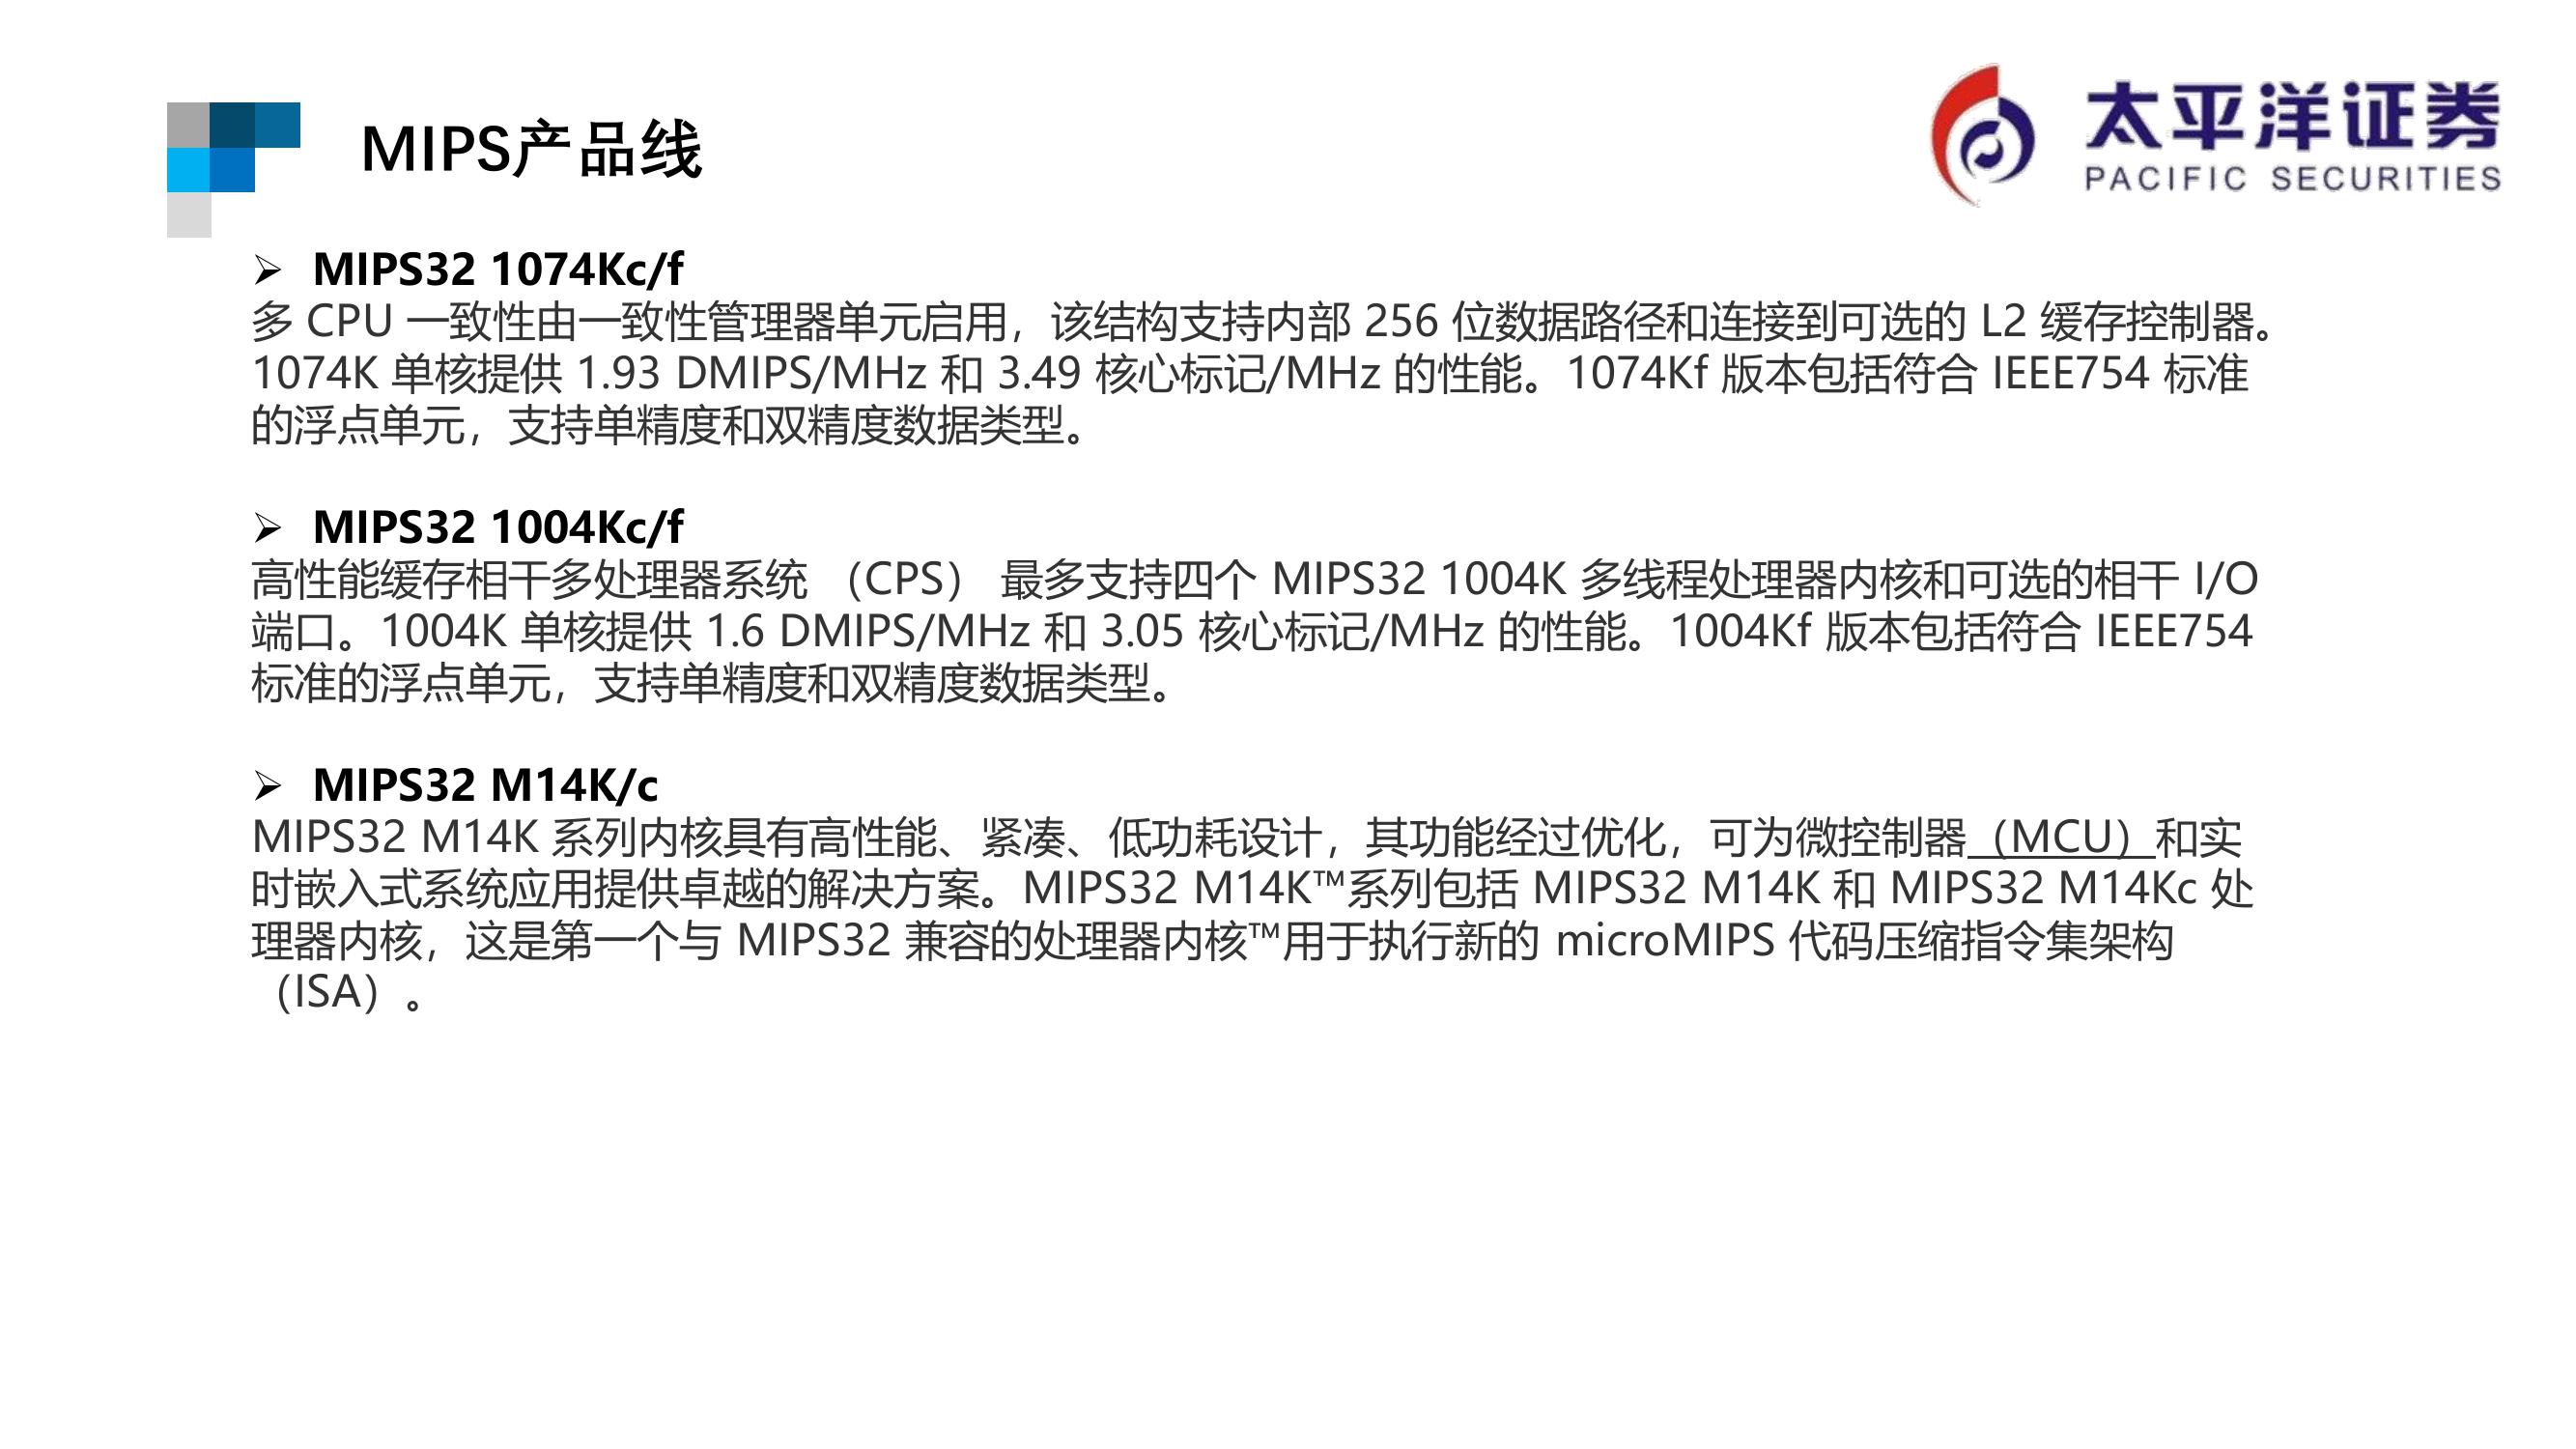 MIPS产品线
太平洋证券
PACIFIC SECURITIES
➢ MIPS32 1074Kc/f
多 CPU 一致性由一致性管理器单元启用，该结构支持内部 256 位数据路径和连接到可选的 L2 缓存控制器。
1074K 单核提供 1.93 DMIPS/MHz 和 3.49 核心标记/MHz 的性能。1074Kf 版本包括符合 IEEE754 标准
的浮点单元，支持单精度和双精度数据类型。
➢ MIPS32 1004Kc/f
高性能缓存相干多处理器系统 （CPS） 最多支持四个 MIPS32 1004K 多线程处理器内核和可选的相干 I/O
端口。1004K 单核提供 1.6 DMIPS/MHz 和 3.05 核心标记/MHz 的性能。1004Kf 版本包括符合 IEEE754
标准的浮点单元，支持单精度和双精度数据类型。
➢ MIPS32 M14K/c
MIPS32 M14K 系列内核具有高性能、紧凑、低功耗设计，其功能经过优化，可为微控制器（MCU）和实
时嵌入式系统应用提供卓越的解决方案。MIPS32 M14K™系列包括 MIPS32 M14K 和 MIPS32 M14Kc 处
理器内核，这是第一个与 MIPS32 兼容的处理器内核™用于执行新的 microMIPS 代码压缩指令集架构
（ISA）。